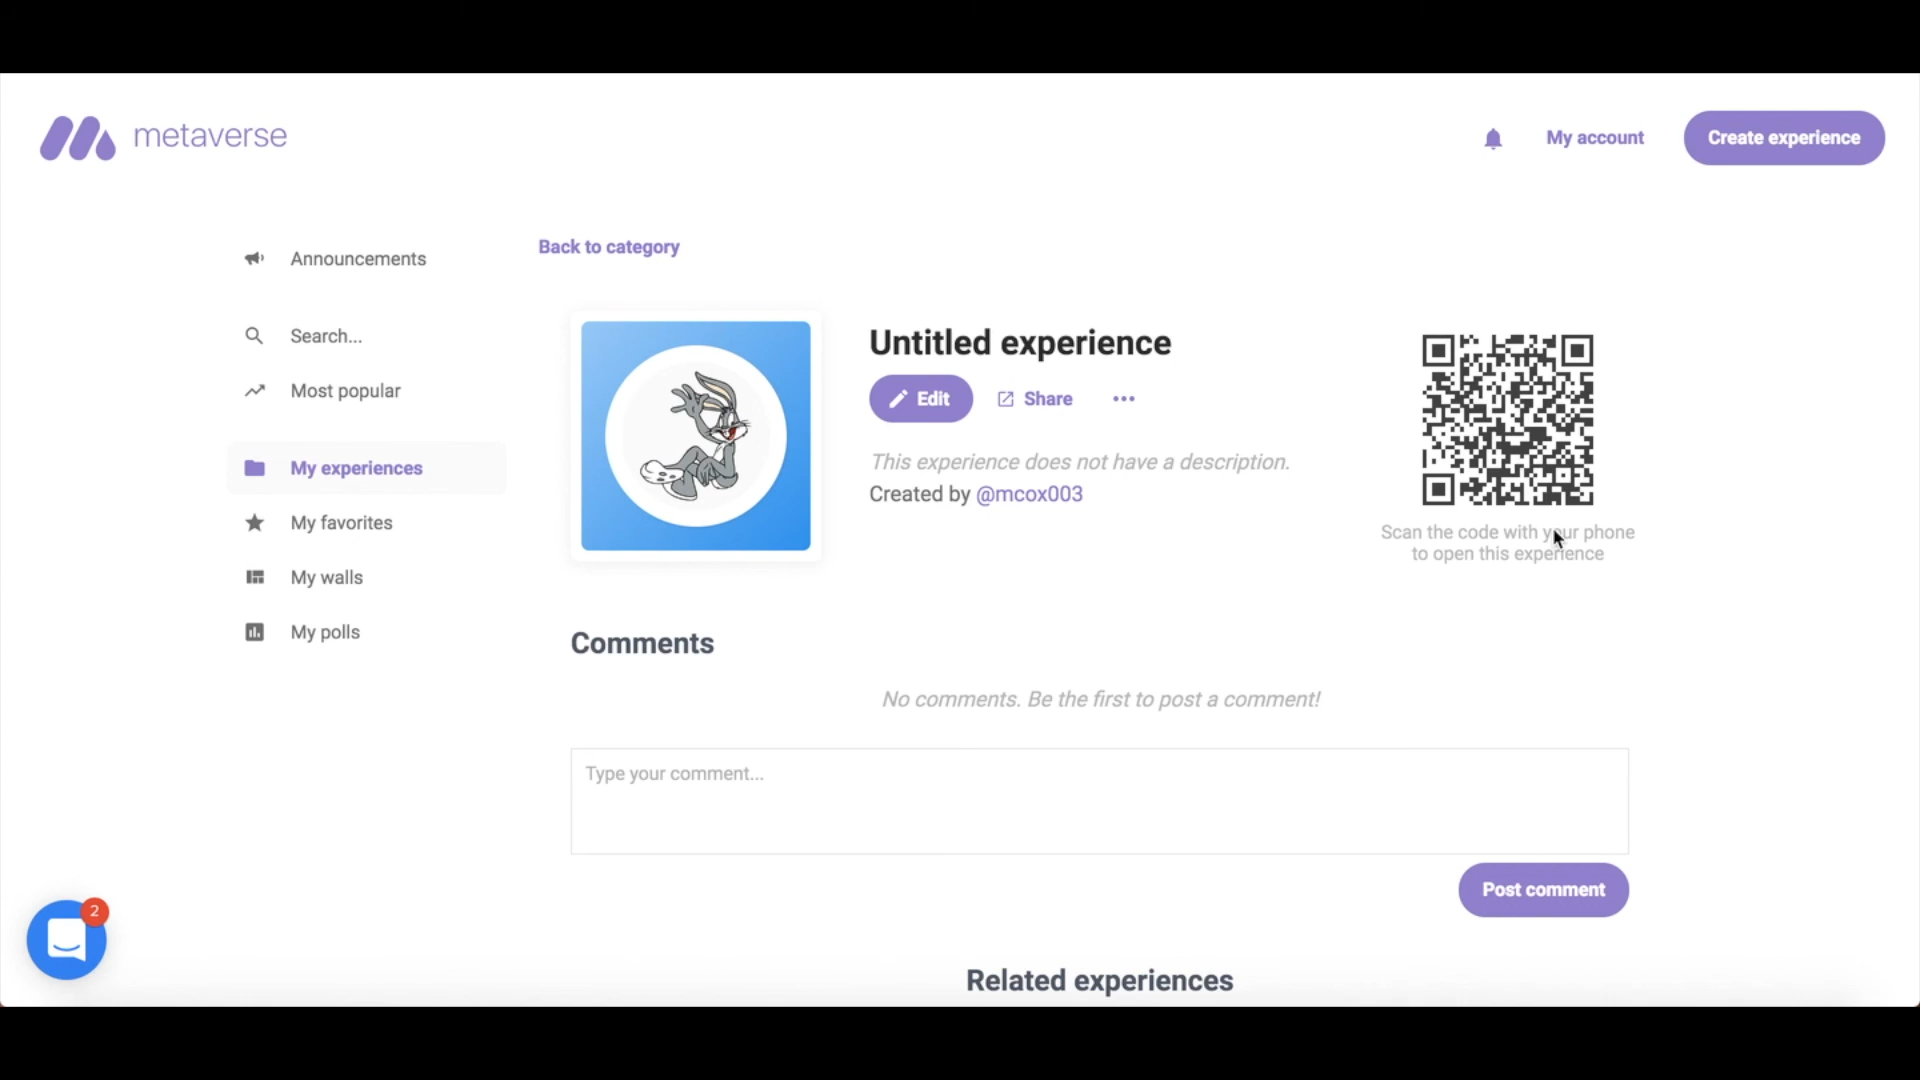 metaverse
My account
Create experience
Announcements
Search...
Most popular
My experiences
My favorites
My walls
My polls
Back to category
Untitled experience
Edit
Share
This experience does not have a description.
Created by @mcox003
Scan the code with your phone
to open this experience
Comments
No comments. Be the first to post a comment!
Type your comment...
Post comment
2
Related experiences